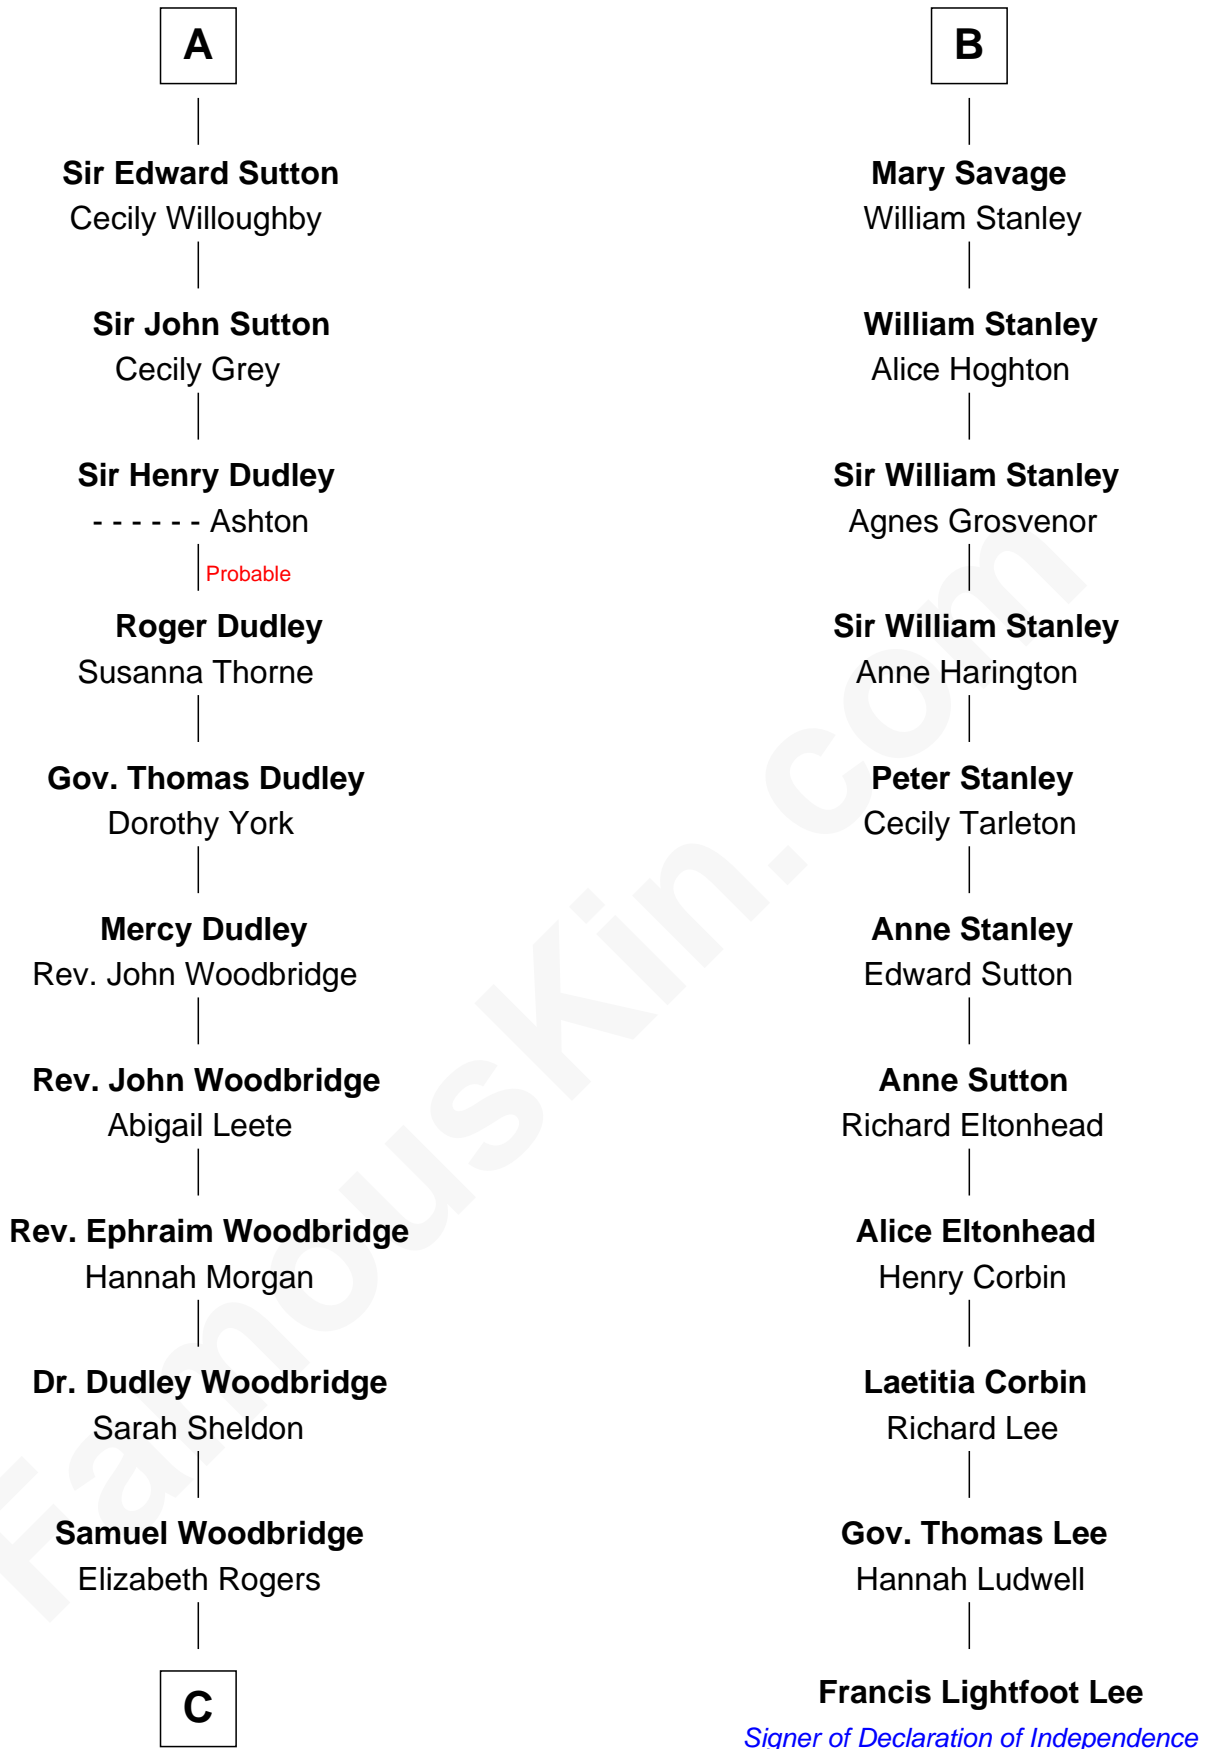 A
Sir Edward Sutton
Cecily Willoughby
Sir John Sutton
Cecily Grey
Sir Henry Dudley
- - - - - - Ashton
Probable
Roger Dudley
Susanna Thorne
Gov. Thomas Dudley
Dorothy York
Mercy Dudley
Rev. John Woodbridge
Rev. John Woodbridge
Abigail Leete
Rev. Ephraim Woodbridge
Hannah Morgan
Dr. Dudley Woodbridge
Sarah Sheldon
Samuel Woodbridge
Elizabeth Rogers
C
B
Mary Savage
William Stanley
William Stanley
Alice Hoghton
Sir William Stanley
Agnes Grosvenor
Sir William Stanley
Anne Harington
Peter Stanley
Cecily Tarleton
Anne Stanley
Edward Sutton
Anne Sutton
Richard Eltonhead
Alice Eltonhead
Henry Corbin
Laetitia Corbin
Richard Lee
Gov. Thomas Lee
Hannah Ludwell
Francis Lightfoot Lee
Signer of Declaration of Independence
FamousKin.com